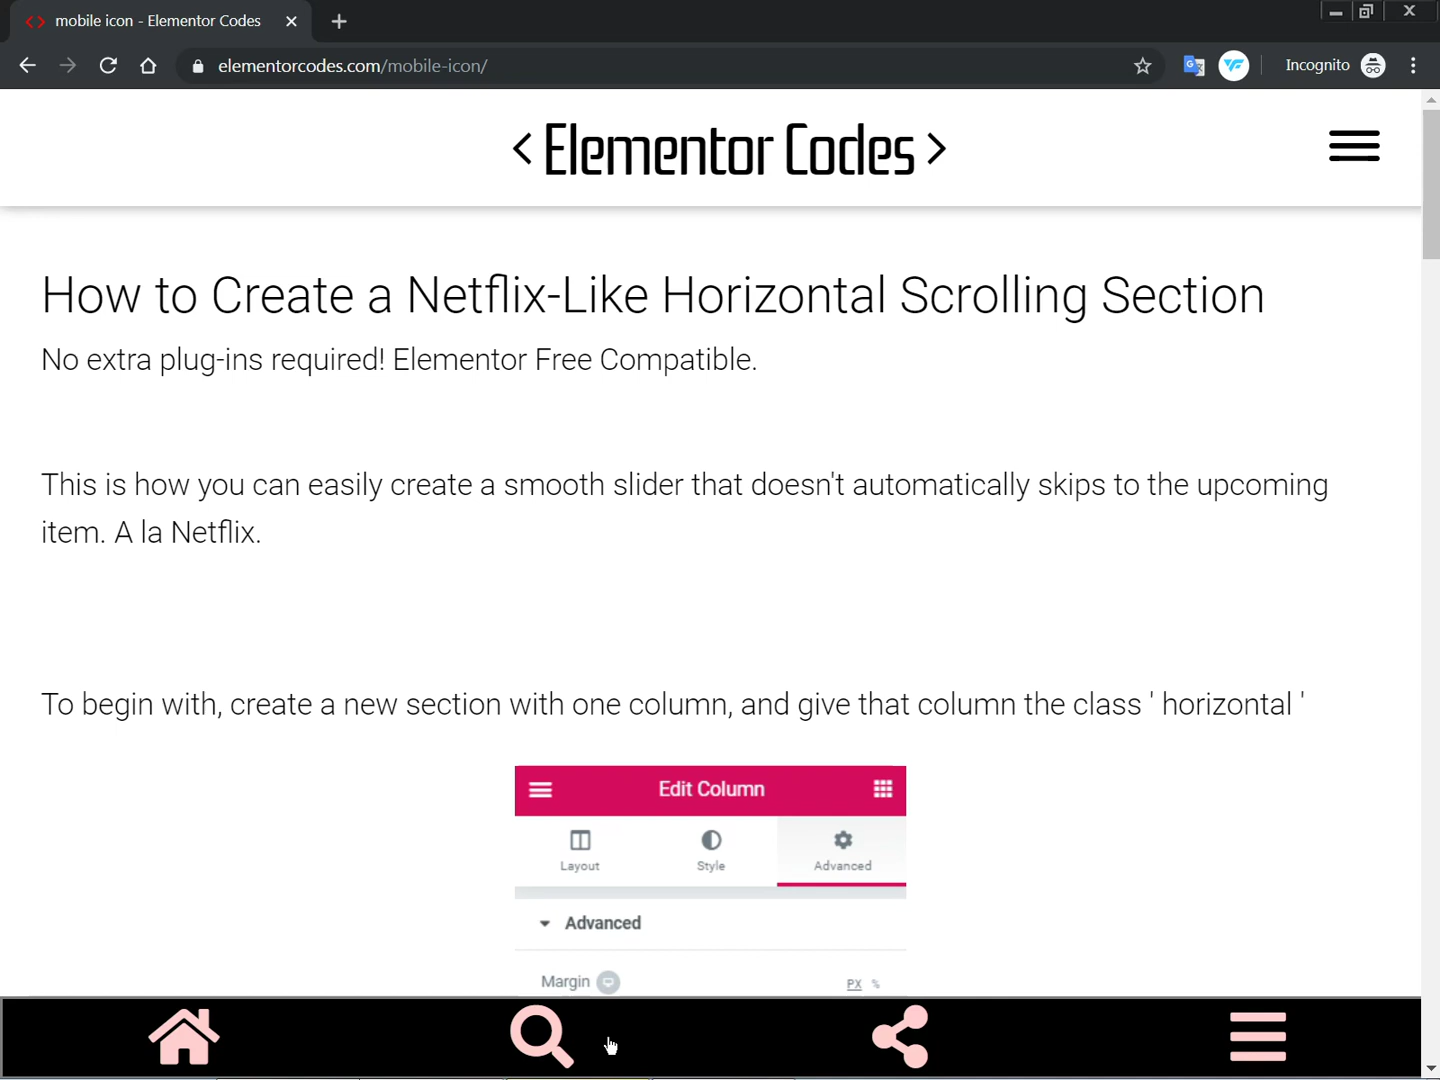 mobile icon - Elementor Codes
elementorcodes.com/mobile-icon/
Incognito
< Elementor Codes >
How to Create a Netflix-Like Horizontal Scrolling Section
No extra plug-ins required! Elementor Free Compatible.
This is how you can easily create a smooth slider that doesn't automatically skips to the upcoming
item. A la Netflix.
To begin with, create a new section with one column, and give that column the class ' horizontal '
Edit Column
Layout Style Advanced
Advanced
Margin PX %